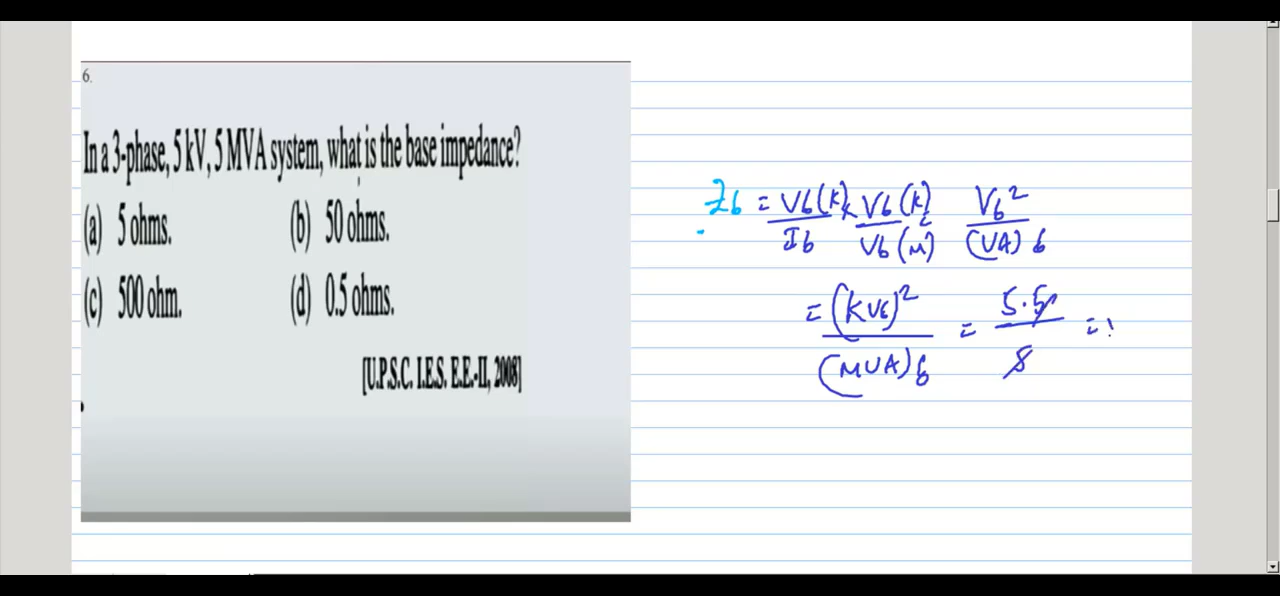 6.
In a 3-phase, 5 kV, 5 MVA system, what is the base impedance?
(a) 5 ohms. (b) 50 ohms.
(c) 500 ohm. (d) 0.5 ohms.
[U.P.S.C. I.E.S. E.E.-II, 2008]
Zb = Vb(k) / Ib × Vb(k) / Vb(M) Vb² / (VA)b
= (KVb)² / (MVA)b = 5.5 / 5 =